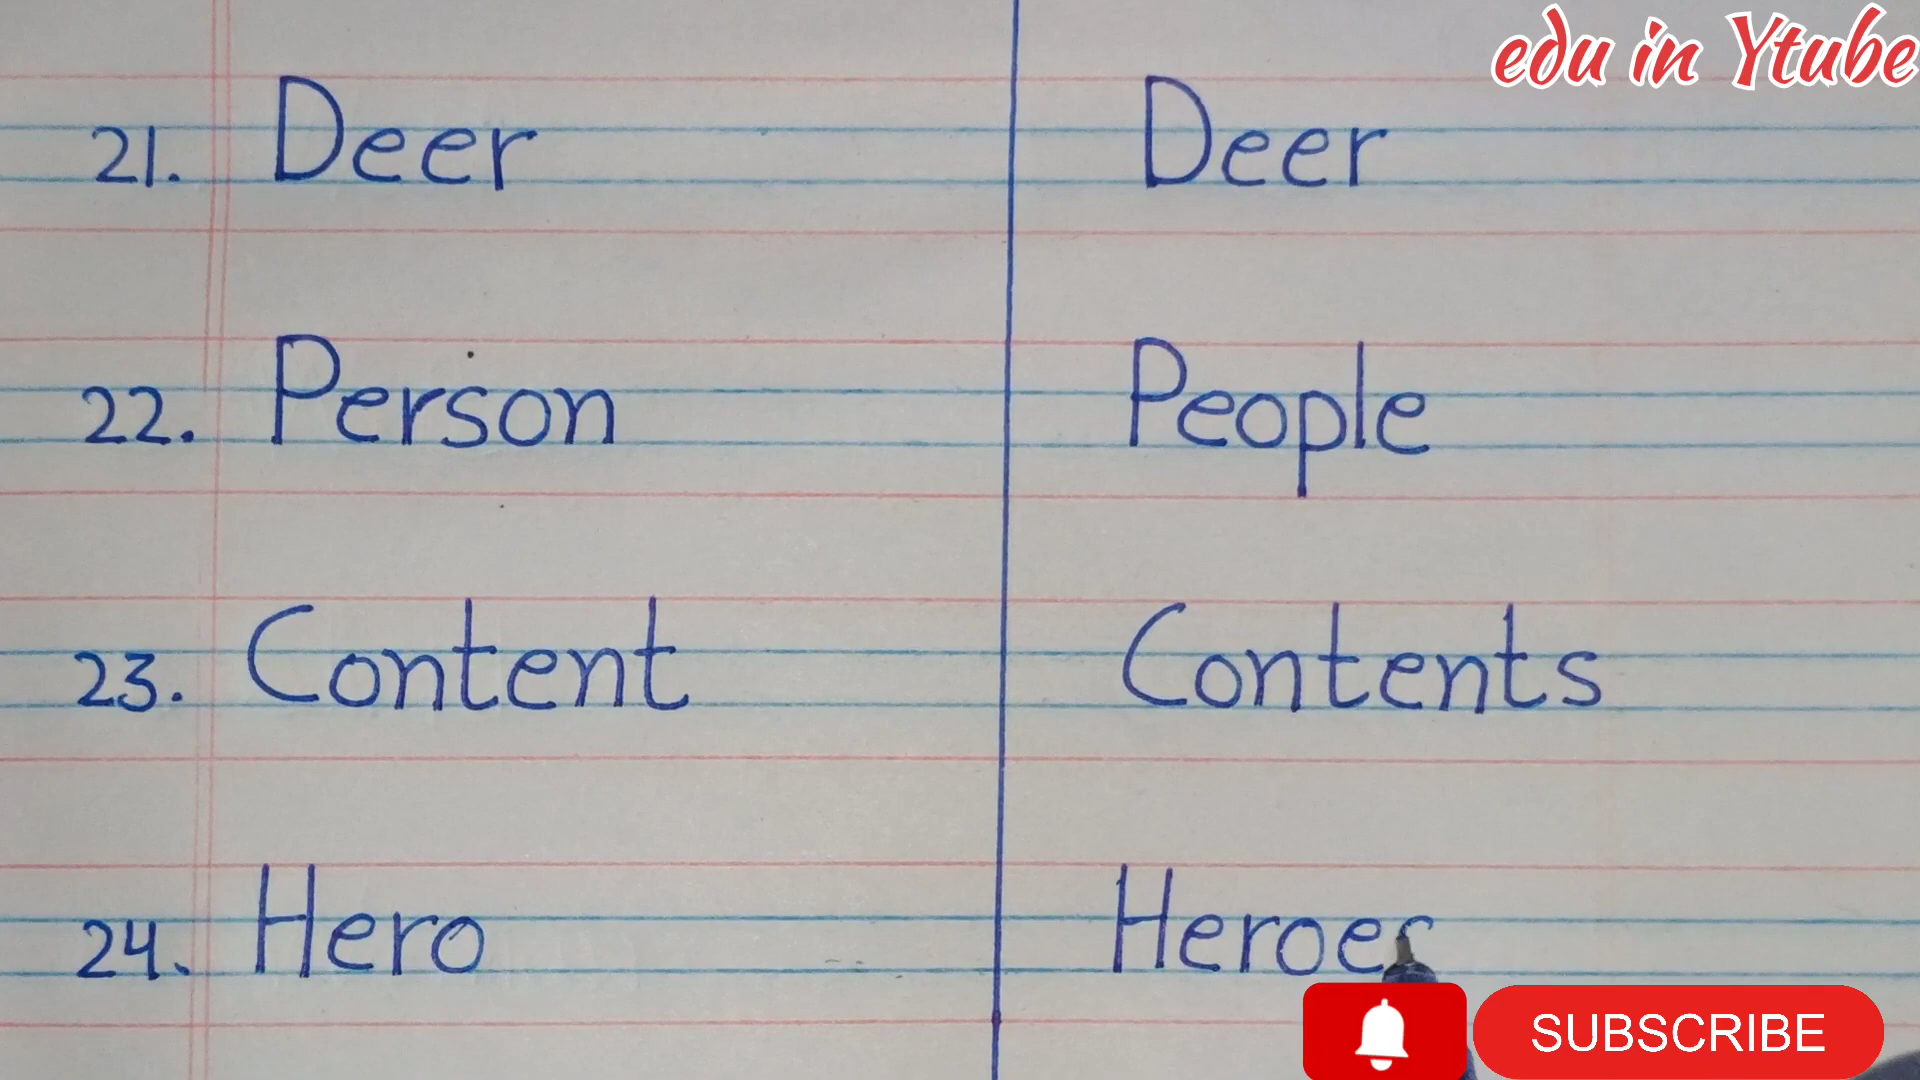 edu in Ytube
21. Deer Deer
22. Person People
23. Content Contents
24. Hero Heroes
SUBSCRIBE